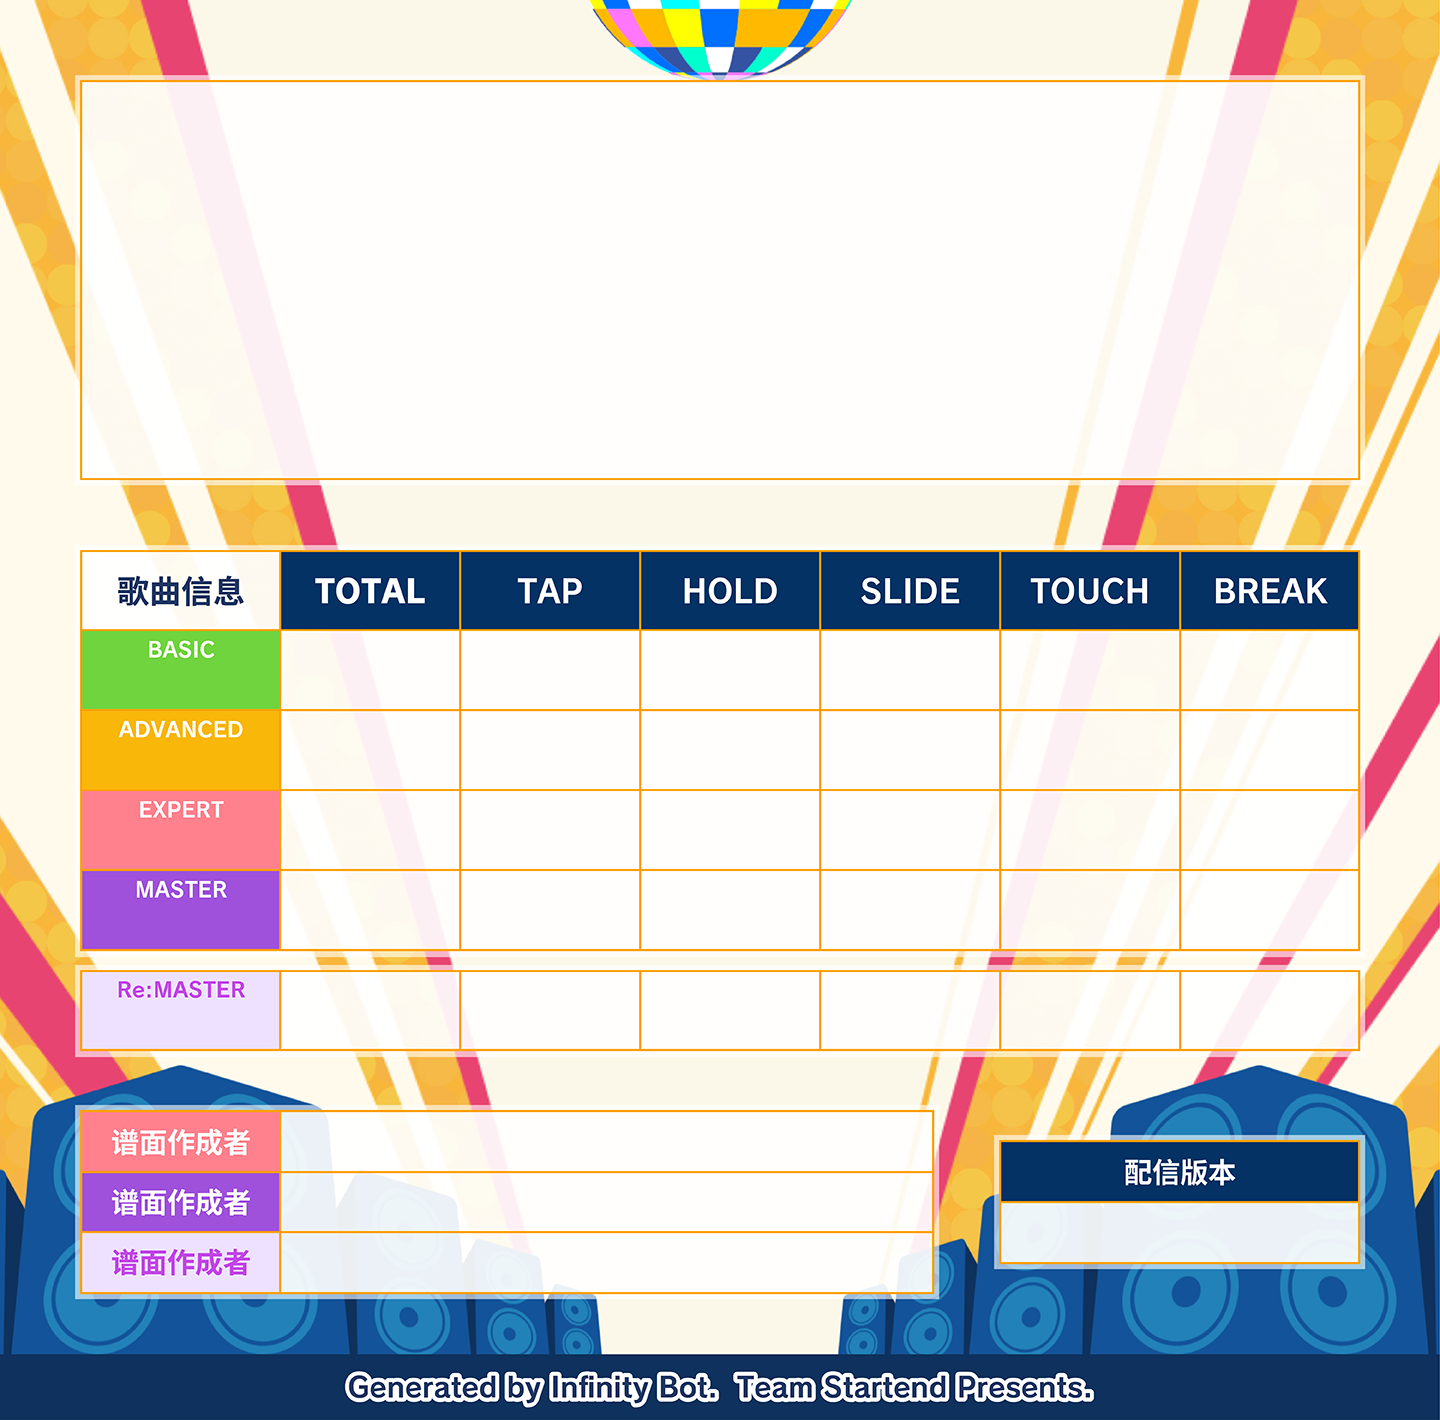 歌曲信息 TOTAL TAP HOLD SLIDE TOUCH BREAK
BASIC
ADVANCED
EXPERT
MASTER
Re:MASTER
谱面作成者
谱面作成者
谱面作成者
配信版本
Generated by Infinity Bot. Team Startend Presents.